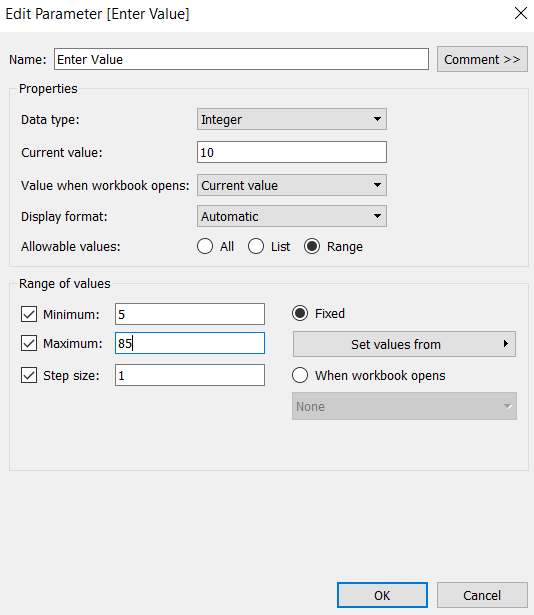 Edit Parameter [Enter Value]
Name: Enter Value Comment >>
Properties
Data type: Integer
Current value: 10
Value when workbook opens: Current value
Display format: Automatic
Allowable values: All List Range
Range of values
Minimum: 5 Fixed
Maximum: 85 Set values from
Step size: 1 When workbook opens
None
OK Cancel